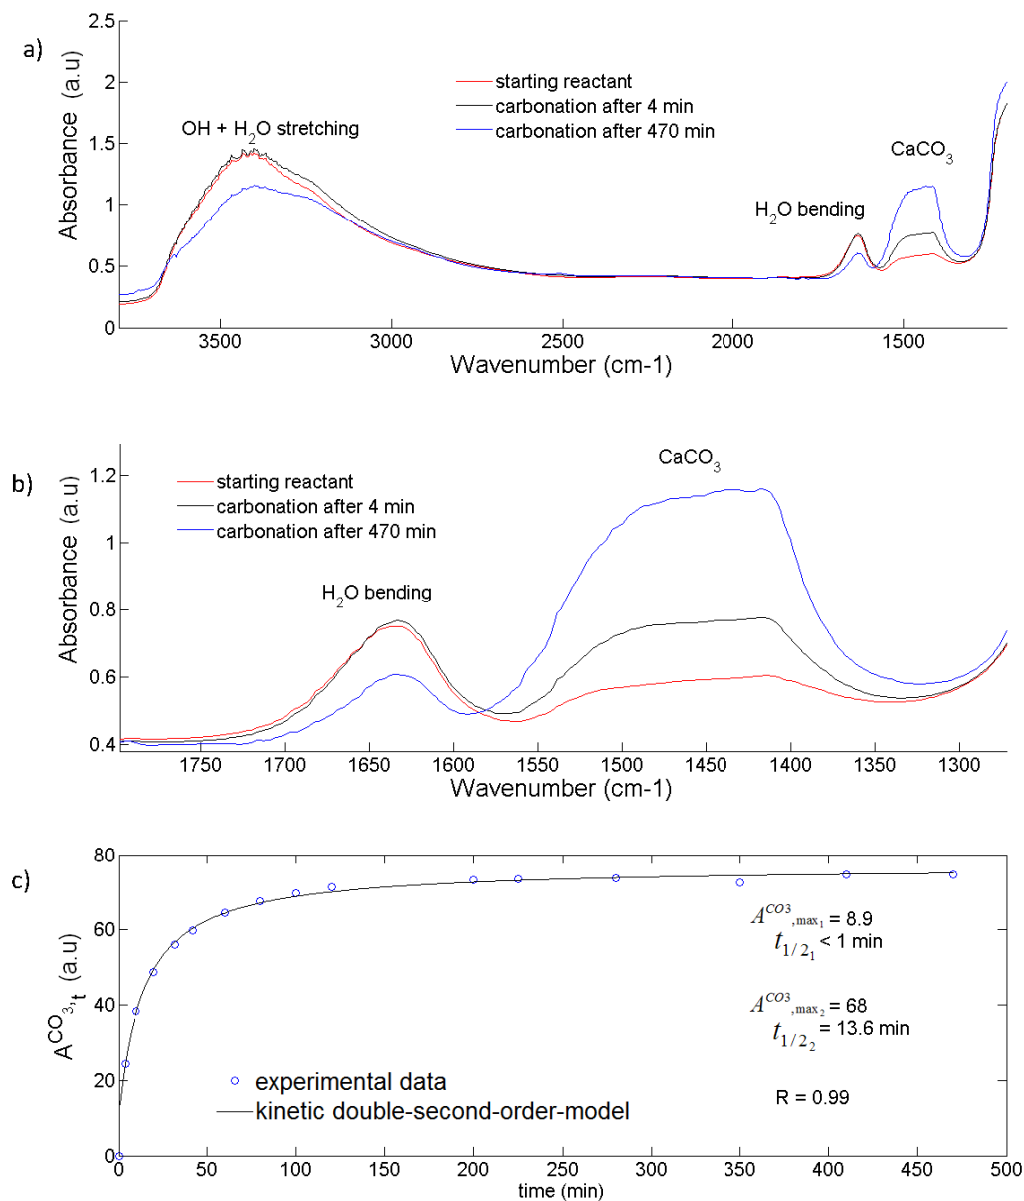 a)
2.5
2
1.5
1
0.5
0
Absorbance (a.u)
starting reactant
carbonation after 4 min
carbonation after 470 min
OH + H2O stretching
CaCO3
H2O bending
3500 3000 2500 2000 1500
Wavenumber (cm-1)
b)
1.2
1
0.8
0.6
0.4
Absorbance (a.u)
starting reactant
carbonation after 4 min
carbonation after 470 min
CaCO3
H2O bending
1750 1700 1650 1600 1550 1500 1450 1400 1350 1300
Wavenumber (cm-1)
c)
80
60
40
20
0
A^CO3,t (a.u)
A^CO3,max1 = 8.9
t1/21 < 1 min
A^CO3,max2 = 68
t1/22 = 13.6 min
R = 0.99
experimental data
kinetic double-second-order-model
0 50 100 150 200 250 300 350 400 450 500
time (min)